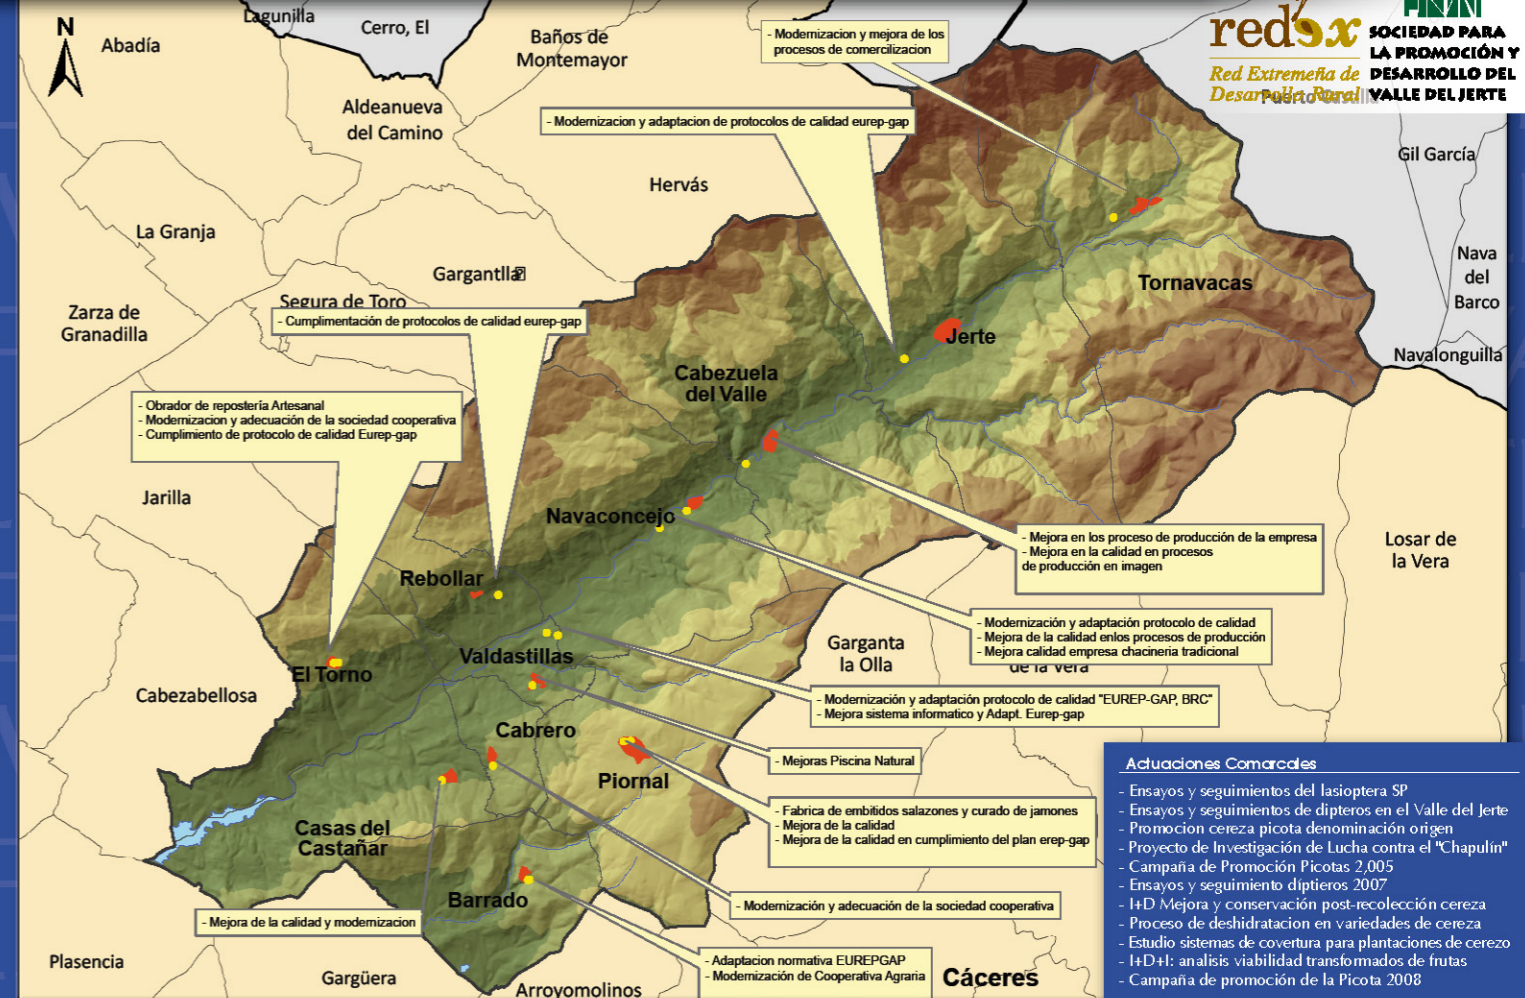 N
Lagunilla
Cerro, El
Abadía
Baños de
Montemayor
- Modernizacion y mejora de los
procesos de comercilizacion
redex
Red Extremeña de
Desarrollo Rural
SOCIEDAD PARA
LA PROMOCIÓN Y
DESARROLLO DEL
VALLE DEL JERTE
Aldeanueva
del Camino
- Modernizacion y adaptacion de protocolos de calidad eurep-gap
Gil García
Hervás
La Granja
Nava
del
Barco
Gargantlla
Tornavacas
Segura de Toro
- Cumplimentación de protocolos de calidad eurep-gap
Zarza de
Granadilla
Jerte
Navalonguilla
Cabezuela
del Valle
- Obrador de repostería Artesanal
- Modernizacion y adecuación de la sociedad cooperativa
- Cumplimiento de protocolo de calidad Eurep-gap
Jarilla
Navaconcejo
- Mejora en los proceso de producción de la empresa
- Mejora en la calidad en procesos
de producción en imagen
Losar de
la Vera
Rebollar
- Modernización y adaptación protocolo de calidad
- Mejora de la calidad enlos procesos de producción
- Mejora calidad empresa chacineria tradicional
de la Vera
Garganta
la Olla
Valdastillas
El Torno
Cabezabellosa
- Modernización y adaptación protocolo de calidad "EUREP-GAP, BRC"
- Mejora sistema informatico y Adapt. Eurep-gap
Cabrero
- Mejoras Piscina Natural
Piornal
- Fabrica de embitidos salazones y curado de jamones
- Mejora de la calidad
- Mejora de la calidad en cumplimiento del plan erep-gap
Casas del
Castañar
Barrado
- Modernización y adecuación de la sociedad cooperativa
- Mejora de la calidad y modernizacion
- Adaptacion normativa EUREPGAP
- Modernización de Cooperativa Agraria
Plasencia
Gargüera
Arroyomolinos
Cáceres
Actuaciones Comarcales
- Ensayos y seguimientos del lasioptera SP
- Ensayos y seguimientos de dipteros en el Valle del Jerte
- Promocion cereza picota denominación origen
- Proyecto de Investigación de Lucha contra el "Chapulín"
- Campaña de Promoción Picotas 2,005
- Ensayos y seguimiento díptieros 2007
- I+D Mejora y conservación post-recolección cereza
- Proceso de deshidratacion en variedades de cereza
- Estudio sistemas de covertura para plantaciones de cerezo
- I+D+I: analisis viabilidad transformados de frutas
- Campaña de promoción de la Picota 2008